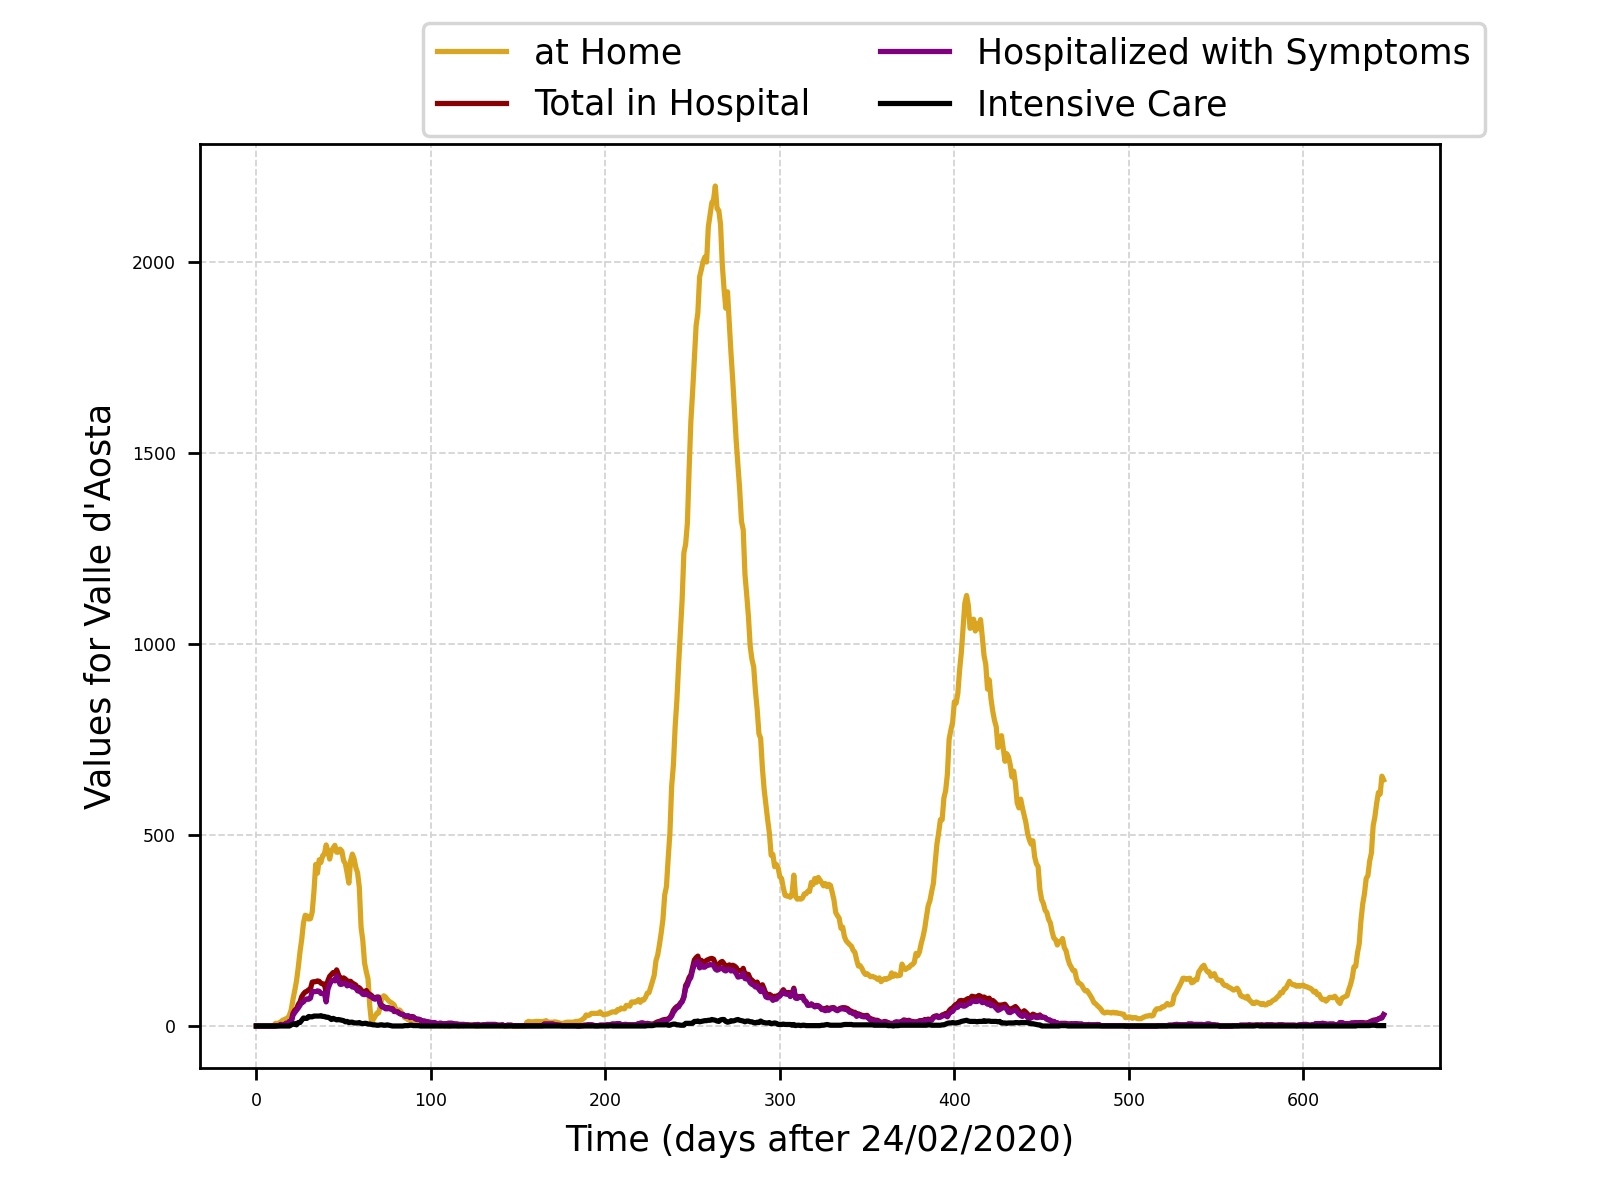 at Home
Total in Hospital
Hospitalized with Symptoms
Intensive Care
Values for Valle d'Aosta
2000
1500
1000
500
0
0 100 200 300 400 500 600
Time (days after 24/02/2020)